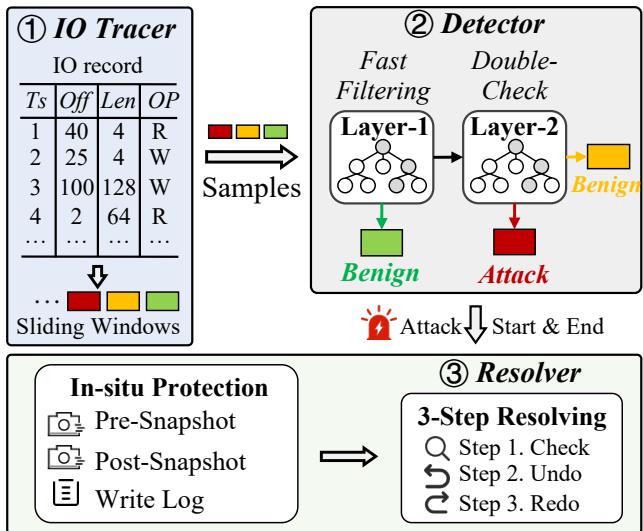 ① IO Tracer
IO record
Ts Off Len OP
1 40 4 R
2 25 4 W
3 100 128 W
4 2 64 R
... ... ... ...
...
Sliding Windows
Samples
② Detector
Fast
Filtering
Double-
Check
Layer-1
Layer-2
Benign
Benign
Attack
Attack
Start & End
③ Resolver
In-situ Protection
Pre-Snapshot
Post-Snapshot
Write Log
3-Step Resolving
Step 1. Check
Step 2. Undo
Step 3. Redo